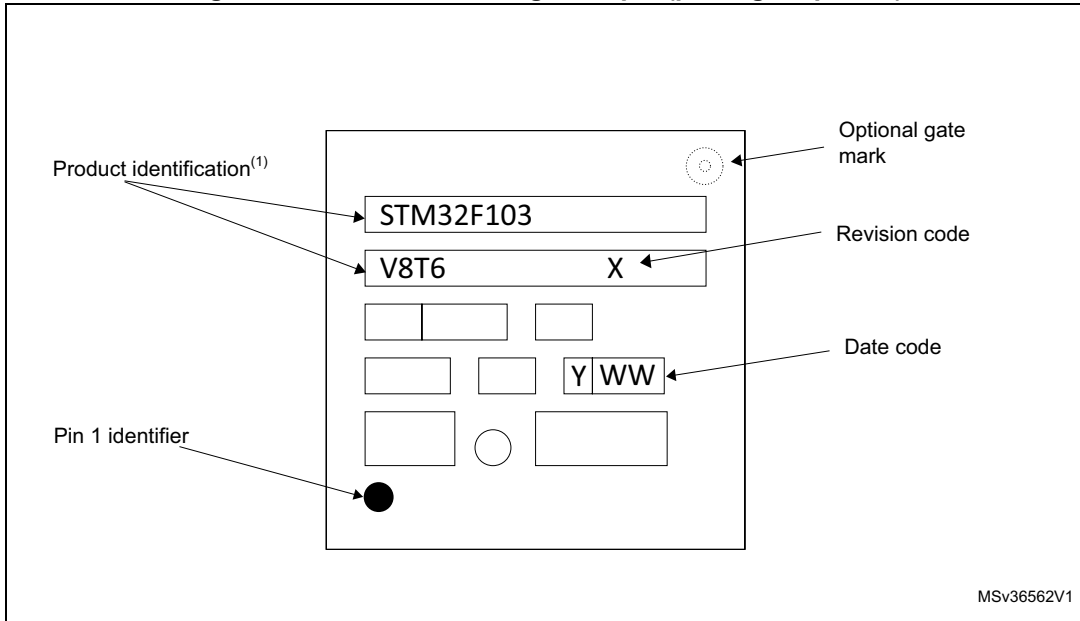 Optional gate
mark
Product identification(1)
STM32F103
Revision code
V8T6 X
Date code
Y WW
Pin 1 identifier
MSv36562V1